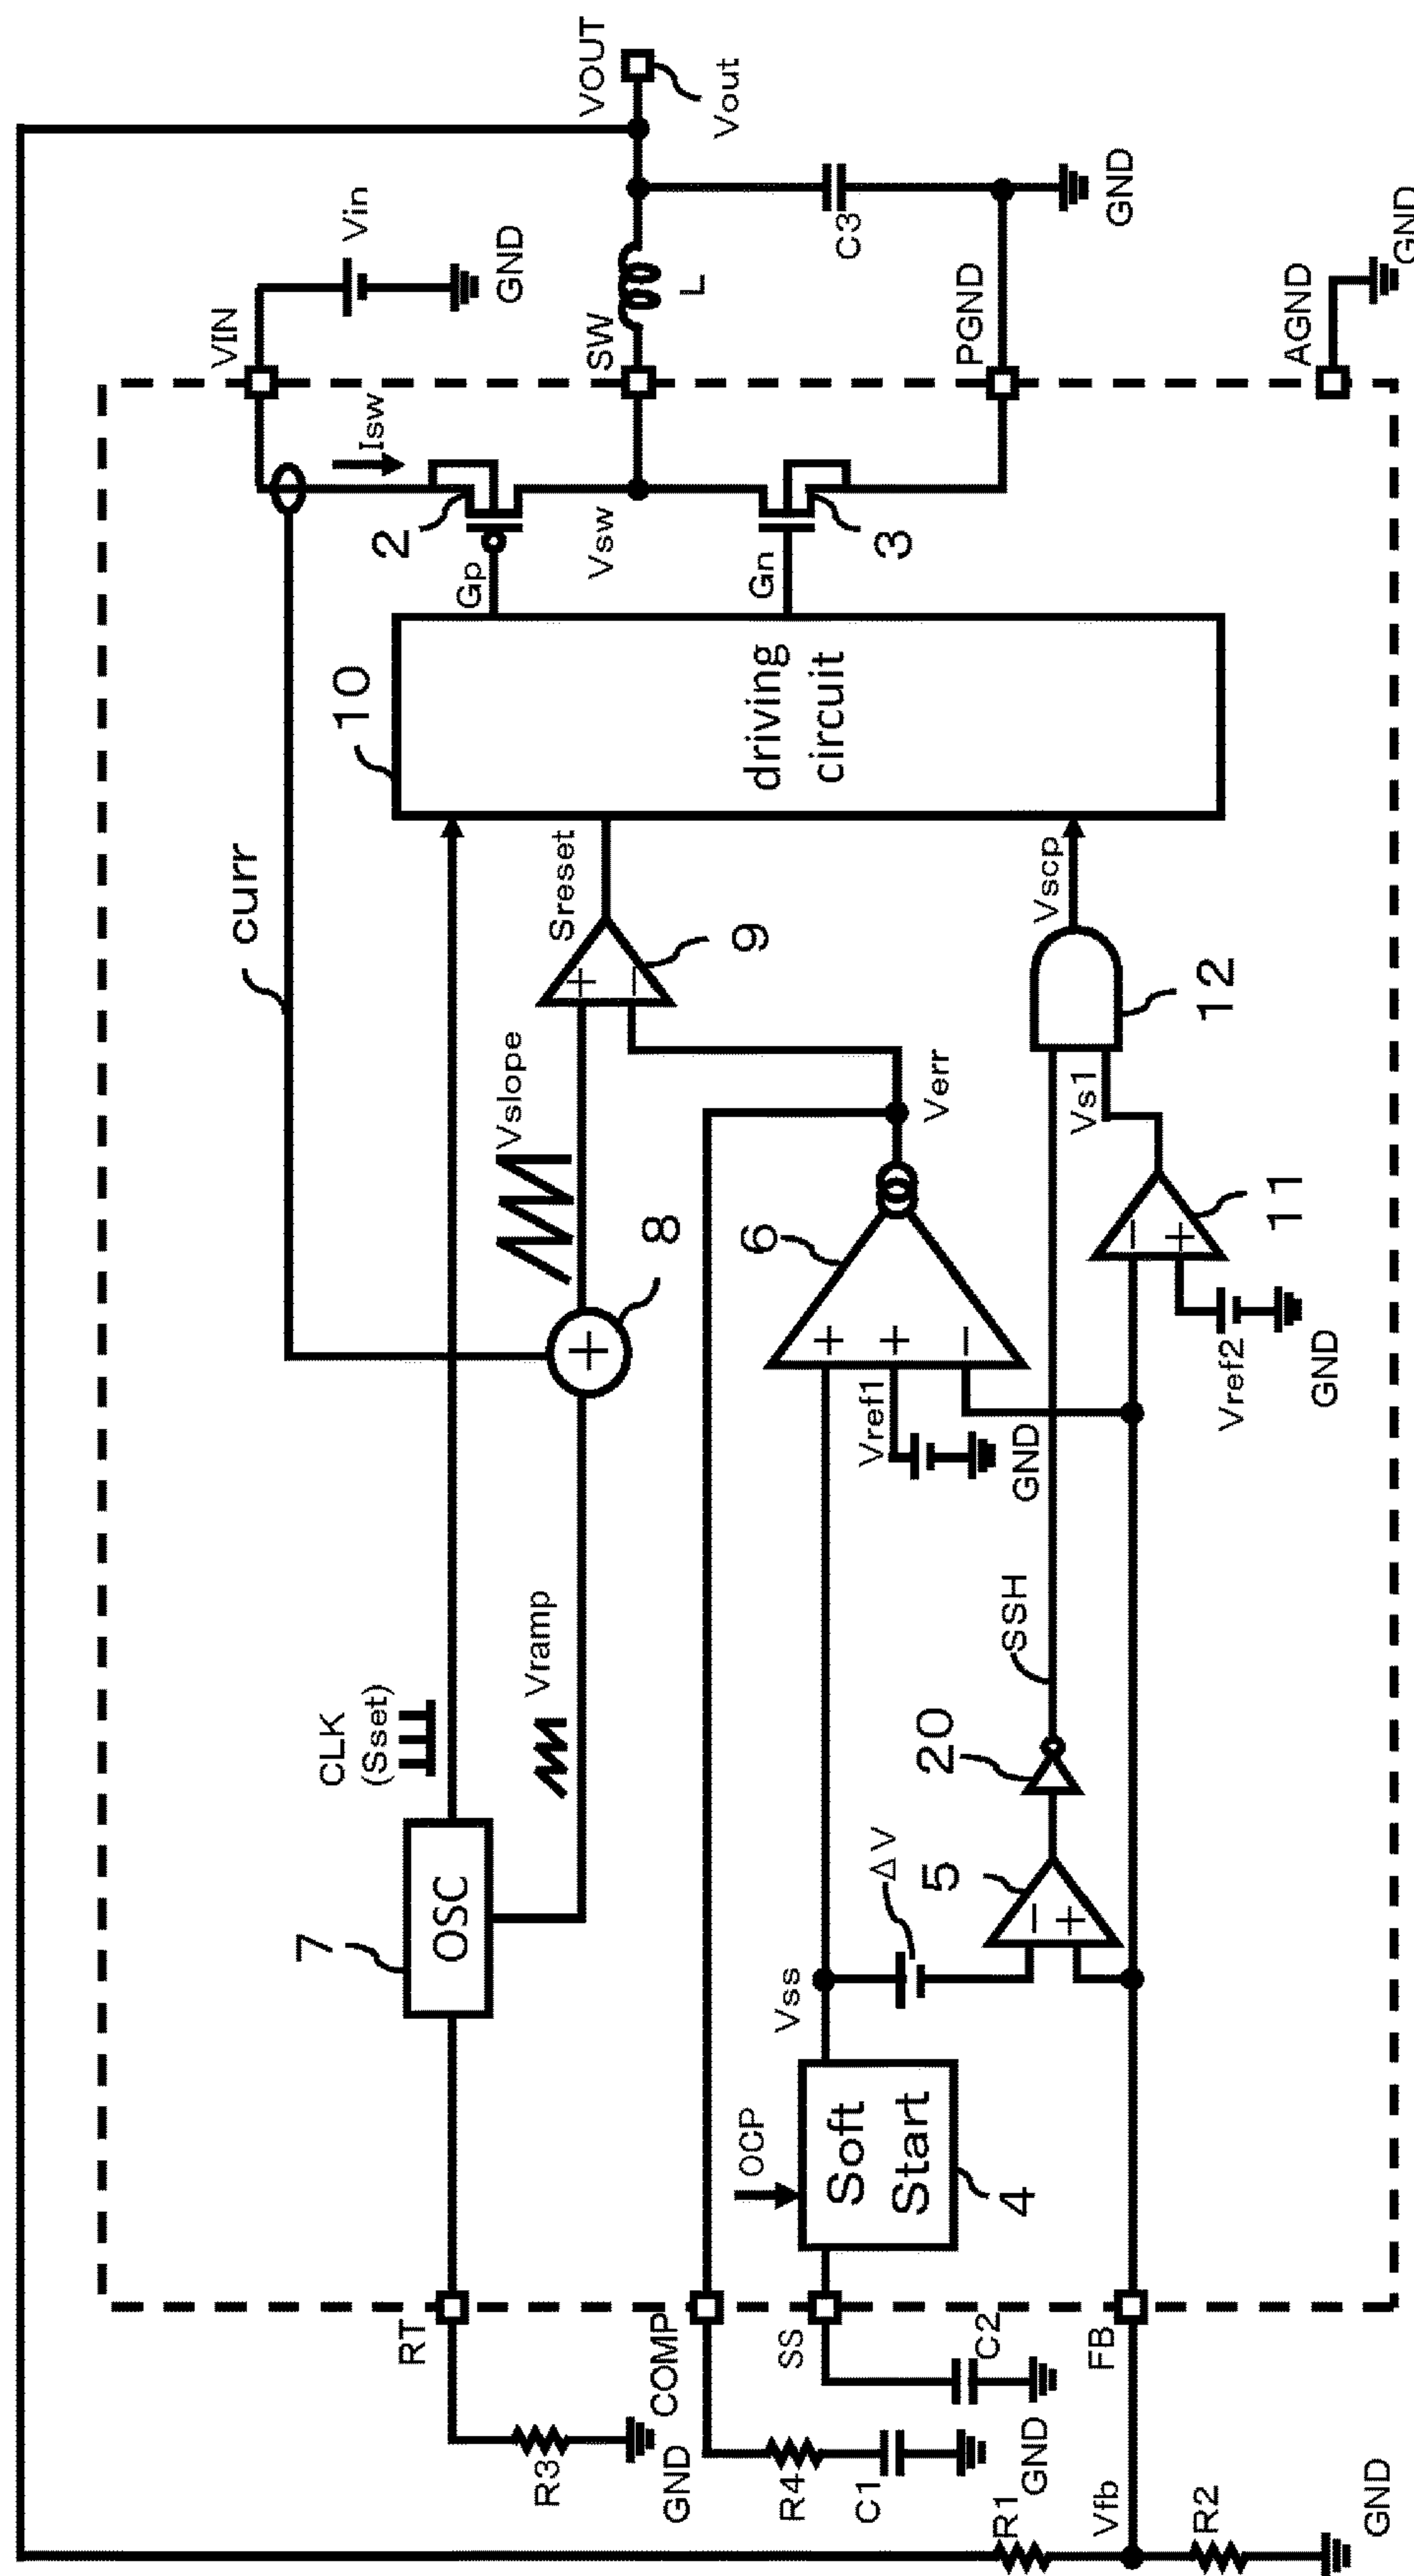 VOUT
Vout
Vin
GND
C3
GND
VIN
SW
L
PGND
AGND
GND
Isw
2
Vsw
3
Gp
Gn
curr
10
driving
circuit
Sreset
9
Vscp
12
Vslope
Verr
Vs1
8
6
11
+
−
+
+
+
−
−
+
Vref1
GND
Vref2
GND
CLK
(Sset)
Vramp
SSH
20
7
OSC
ΔV
5
−
+
Vss
OCP
Soft
Start
4
RT
COMP
SS
C2
FB
R3
GND
R4
C1
GND
R1
Vfb
R2
GND